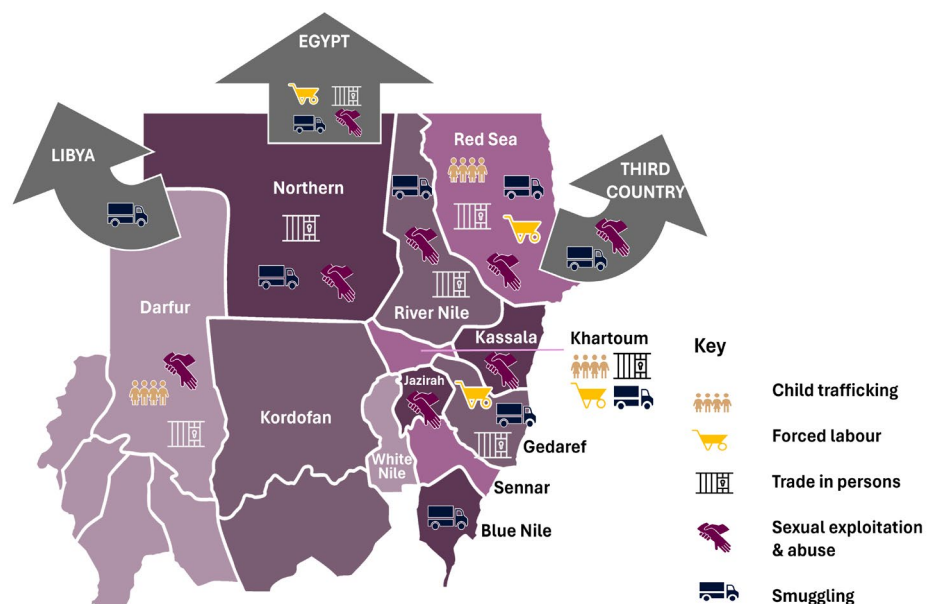 EGYPT
LIBYA
Red Sea
THIRD
COUNTRY
Northern
Darfur
River Nile
Kassala
Khartoum
Key
Jazirah
Child trafficking
Kordofan
Forced labour
Gedaref
White
Nile
Trade in persons
Sennar
Blue Nile
Sexual exploitation
& abuse
Smuggling